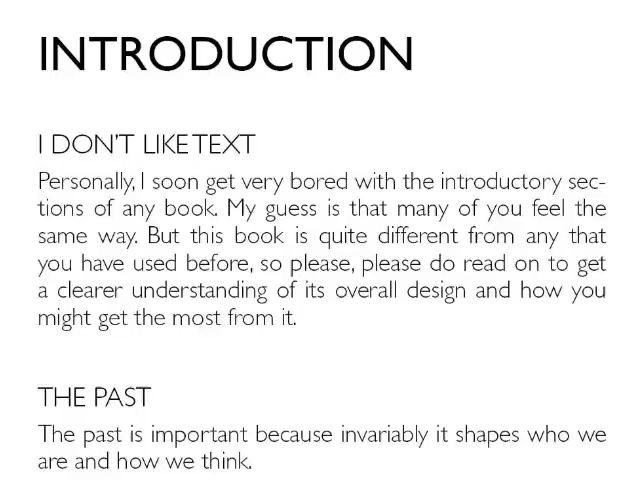 INTRODUCTION
I DON'T LIKE TEXT
Personally, I soon get very bored with the introductory sec-
tions of any book. My guess is that many of you feel the
same way. But this book is quite different from any that
you have used before, so please, please do read on to get
a clearer understanding of its overall design and how you
might get the most from it.
THE PAST
The past is important because invariably it shapes who we
are and how we think.